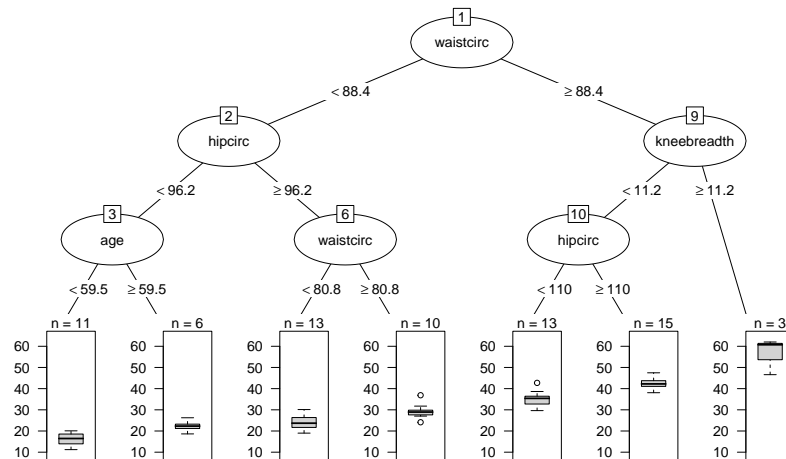 1
waistcirc
< 88.4 ≥ 88.4
2 9
hipcirc kneebreadth
< 96.2 ≥ 96.2 < 11.2 ≥ 11.2
3 6 10
age waistcirc hipcirc
< 59.5 ≥ 59.5 < 80.8 ≥ 80.8 < 110 ≥ 110
n = 11 n = 6 n = 13 n = 10 n = 13 n = 15 n = 3
60 60 60 60 60 60 60
50 50 50 50 50 50 50
40 40 40 40 40 40 40
30 30 30 30 30 30 30
20 20 20 20 20 20 20
10 10 10 10 10 10 10